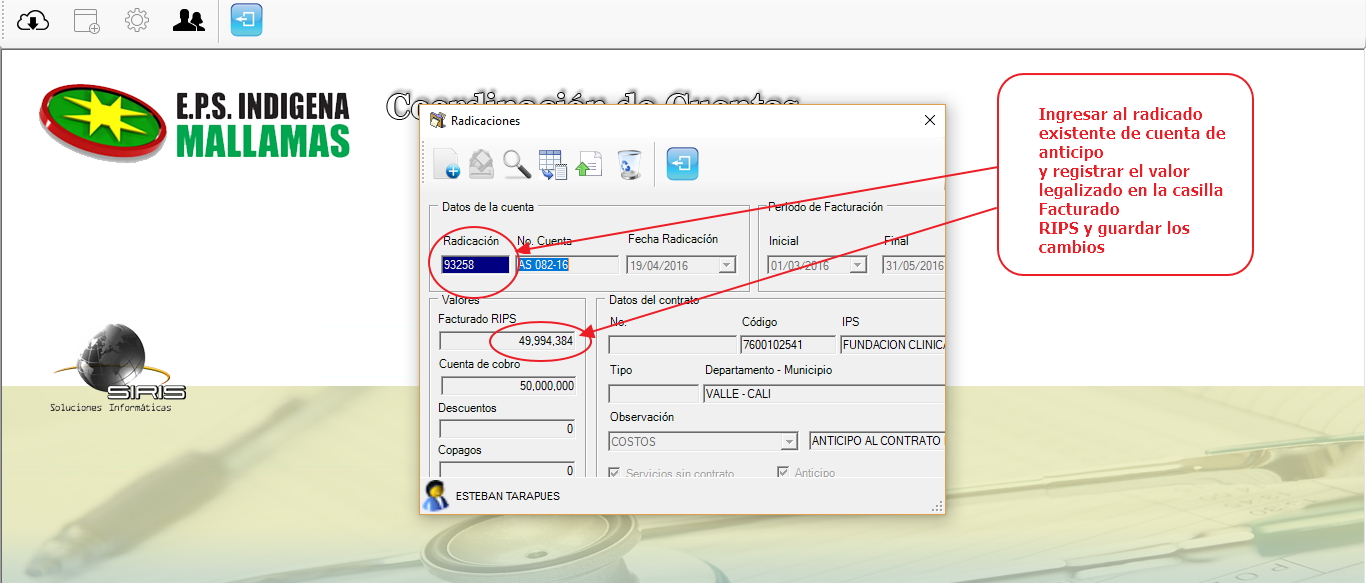 E.P.S. INDIGENA
MALLAMAS
Coordinación de Cuentas
Radicaciones
Datos de la cuenta
Radicación
No. Cuenta
Fecha Radicación
93258
AS 082-16
19/04/2016
Periodo de Facturación
Inicial
Final
01/03/2016
31/05/2016
Valores
Facturado RIPS
49,994,384
Cuenta de cobro
50,000,000
Descuentos
0
Copagos
0
Datos del contrato
No.
Código
IPS
7600102541
FUNDACION CLINICA
Tipo
Departamento - Municipio
VALLE - CALI
Observación
COSTOS
ANTICIPO AL CONTRATO
Servicios sin contrato
Anticipo
ESTEBAN TARAPUES
Ingresar al radicado
existente de cuenta de
anticipo
y registrar el valor
legalizado en la casilla
Facturado
RIPS y guardar los
cambios
SIRIS
Soluciones Informáticas